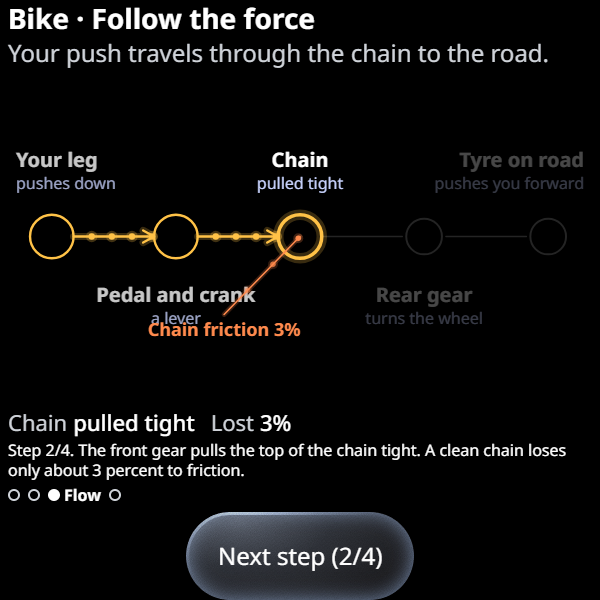 Bike · Follow the force
Your push travels through the chain to the road.
Your leg
pushes down
Chain
pulled tight
Tyre on road
pushes you forward
Pedal and crank
a lever
Rear gear
turns the wheel
Chain friction 3%
Chain pulled tight Lost 3%
Step 2/4. The front gear pulls the top of the chain tight. A clean chain loses
only about 3 percent to friction.
Flow
Next step (2/4)